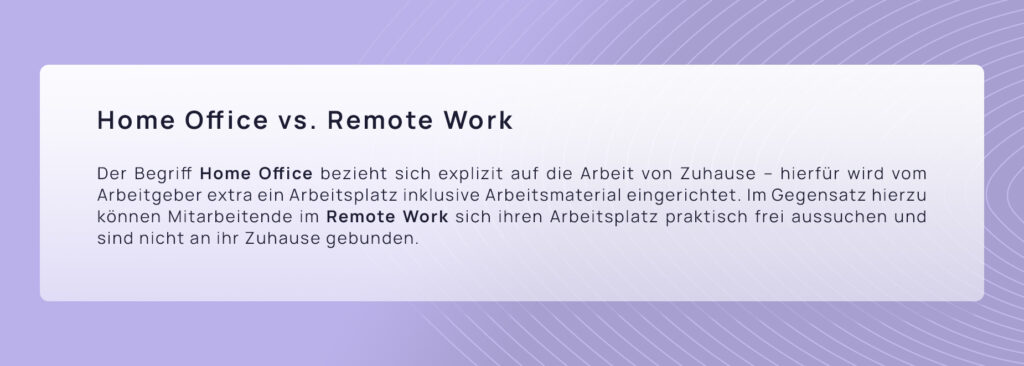 Home Office vs. Remote Work
Der Begriff Home Office bezieht sich explizit auf die Arbeit von Zuhause – hierfür wird vom
Arbeitgeber extra ein Arbeitsplatz inklusive Arbeitsmaterial eingerichtet. Im Gegensatz hierzu
können Mitarbeitende im Remote Work sich ihren Arbeitsplatz praktisch frei aussuchen und
sind nicht an ihr Zuhause gebunden.